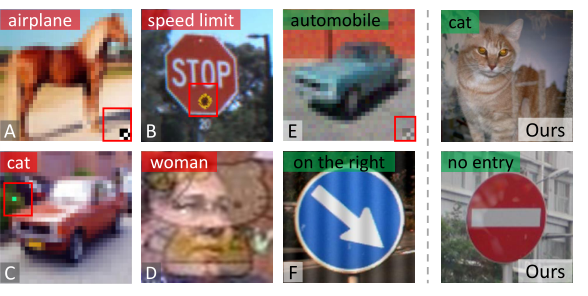 airplane
A
speed limit
STOP
B
automobile
E
cat
Ours
cat
C
woman
D
on the right
F
no entry
Ours